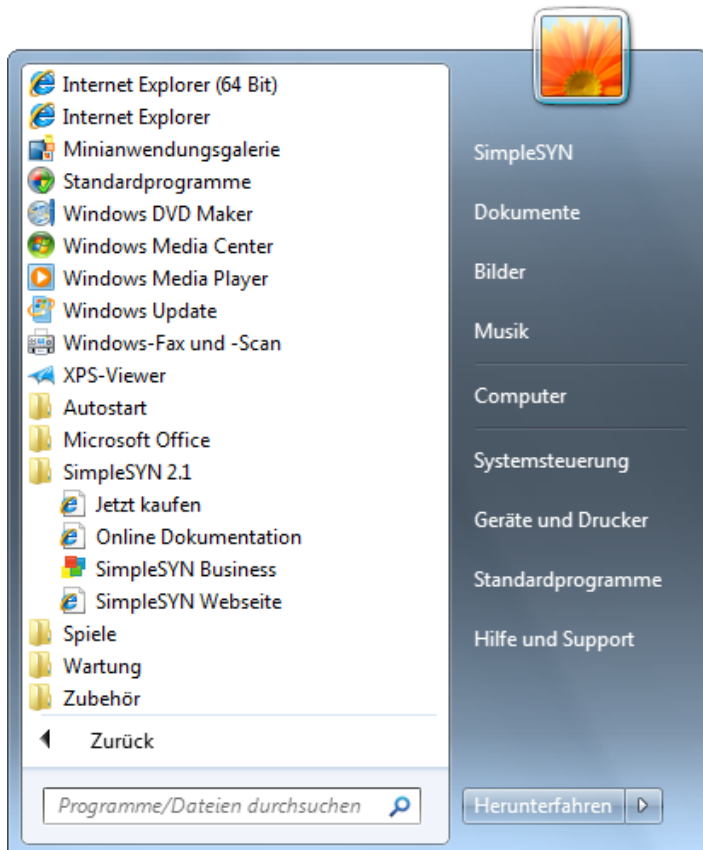 Internet Explorer (64 Bit)
Internet Explorer
Minianwendungsgalerie
Standardprogramme
Windows DVD Maker
Windows Media Center
Windows Media Player
Windows Update
Windows-Fax und -Scan
XPS-Viewer
Autostart
Microsoft Office
SimpleSYN 2.1
Jetzt kaufen
Online Dokumentation
SimpleSYN Business
SimpleSYN Webseite
Spiele
Wartung
Zubehör
Zurück
Programme/Dateien durchsuchen
SimpleSYN
Dokumente
Bilder
Musik
Computer
Systemsteuerung
Geräte und Drucker
Standardprogramme
Hilfe und Support
Herunterfahren